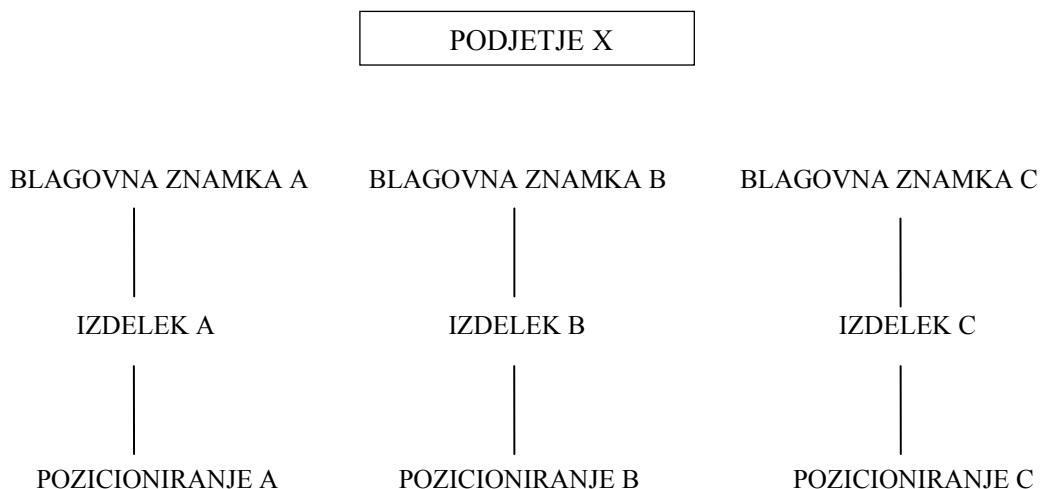 PODJETJE X
BLAGOVNA ZNAMKA A BLAGOVNA ZNAMKA B BLAGOVNA ZNAMKA C
IZDELEK A IZDELEK B IZDELEK C
POZICIONIRANJE A POZICIONIRANJE B POZICIONIRANJE C